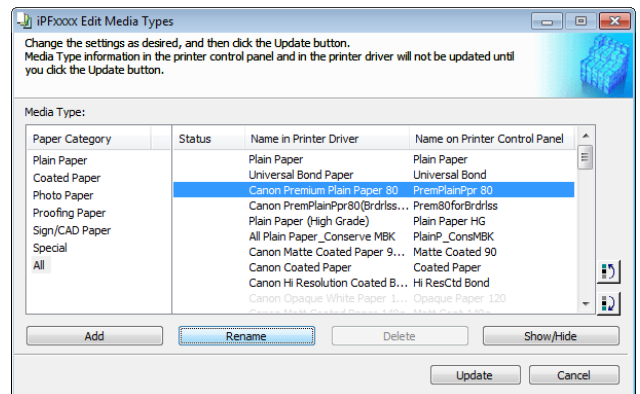 iPFxxxx Edit Media Types
Change the settings as desired, and then click the Update button.
Media Type information in the printer control panel and in the printer driver will not be updated until
you click the Update button.
Media Type:
Paper Category Status Name in Printer Driver Name on Printer Control Panel
Plain Paper
Coated Paper
Photo Paper
Proofing Paper
Sign/CAD Paper
Special
All
Plain Paper Plain Paper
Universal Bond Paper Universal Bond
Canon Premium Plain Paper 80 PremPlainPpr 80
Canon PremPlainPpr80(Brdrlss... Prem80forBrdrlss
Plain Paper (High Grade) Plain Paper HG
All Plain Paper_Conserve MBK PlainP_ConsMBK
Canon Matte Coated Paper 9... Matte Coated 90
Canon Coated Paper Coated Paper
Canon Hi Resolution Coated B... Hi ResCtd Bond
Canon Opaque White Paper 1... Opaque Paper 120
Add Rename Delete Show/Hide
Update Cancel